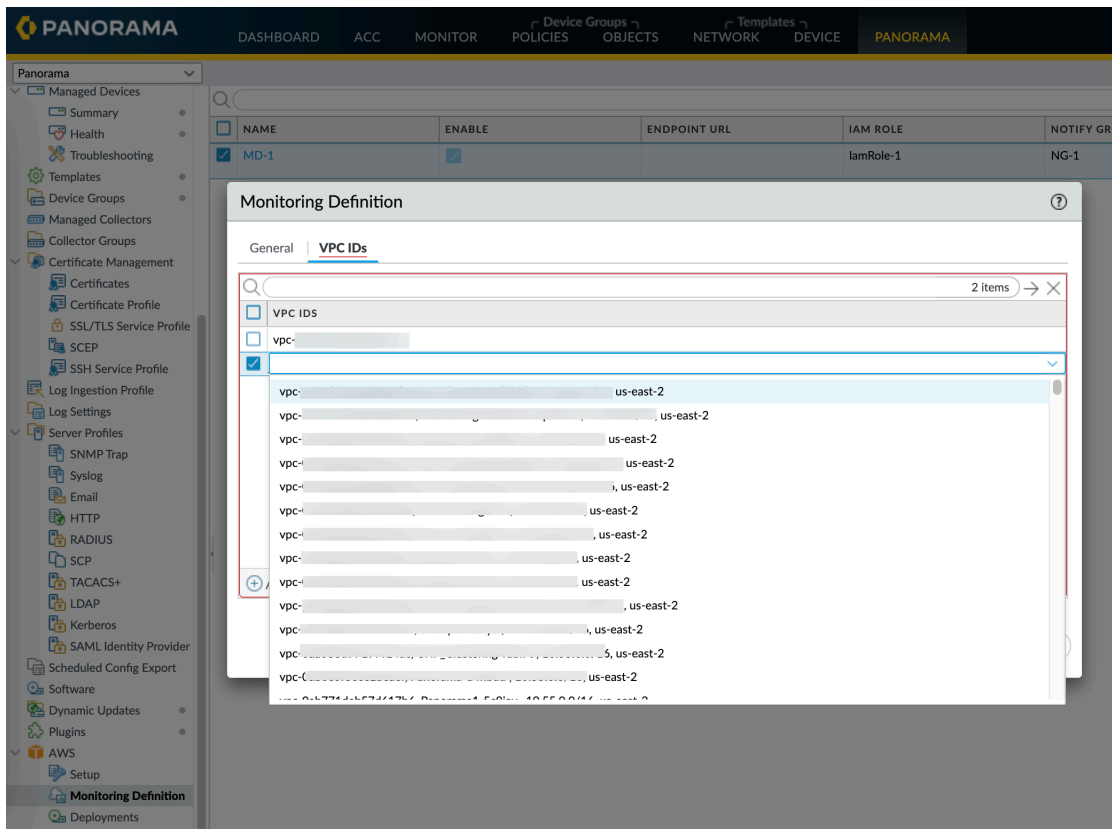 PANORAMA
Device Groups
Templates
DASHBOARD ACC MONITOR POLICIES OBJECTS NETWORK DEVICE PANORAMA
Panorama
Managed Devices
Summary
Health
Troubleshooting
Templates
Device Groups
Managed Collectors
Collector Groups
Certificate Management
Certificates
Certificate Profile
SSL/TLS Service Profile
SCEP
SSH Service Profile
Log Ingestion Profile
Log Settings
Server Profiles
SNMP Trap
Syslog
Email
HTTP
RADIUS
SCP
TACACS+
LDAP
Kerberos
SAML Identity Provider
Scheduled Config Export
Software
Dynamic Updates
Plugins
AWS
Setup
Monitoring Definition
Deployments
NAME ENABLE ENDPOINT URL IAM ROLE NOTIFY GR
MD-1 IamRole-1 NG-1
Monitoring Definition
General VPC IDs
2 items
VPC IDS
vpc-
vpc- us-east-2
vpc- , us-east-2
vpc- us-east-2
vpc- us-east-2
vpc- , us-east-2
vpc- , us-east-2
vpc- , us-east-2
vpc- , us-east-2
vpc- us-east-2
vpc- , us-east-2
vpc- , us-east-2
vpc- 6, us-east-2
vpc- us-east-2